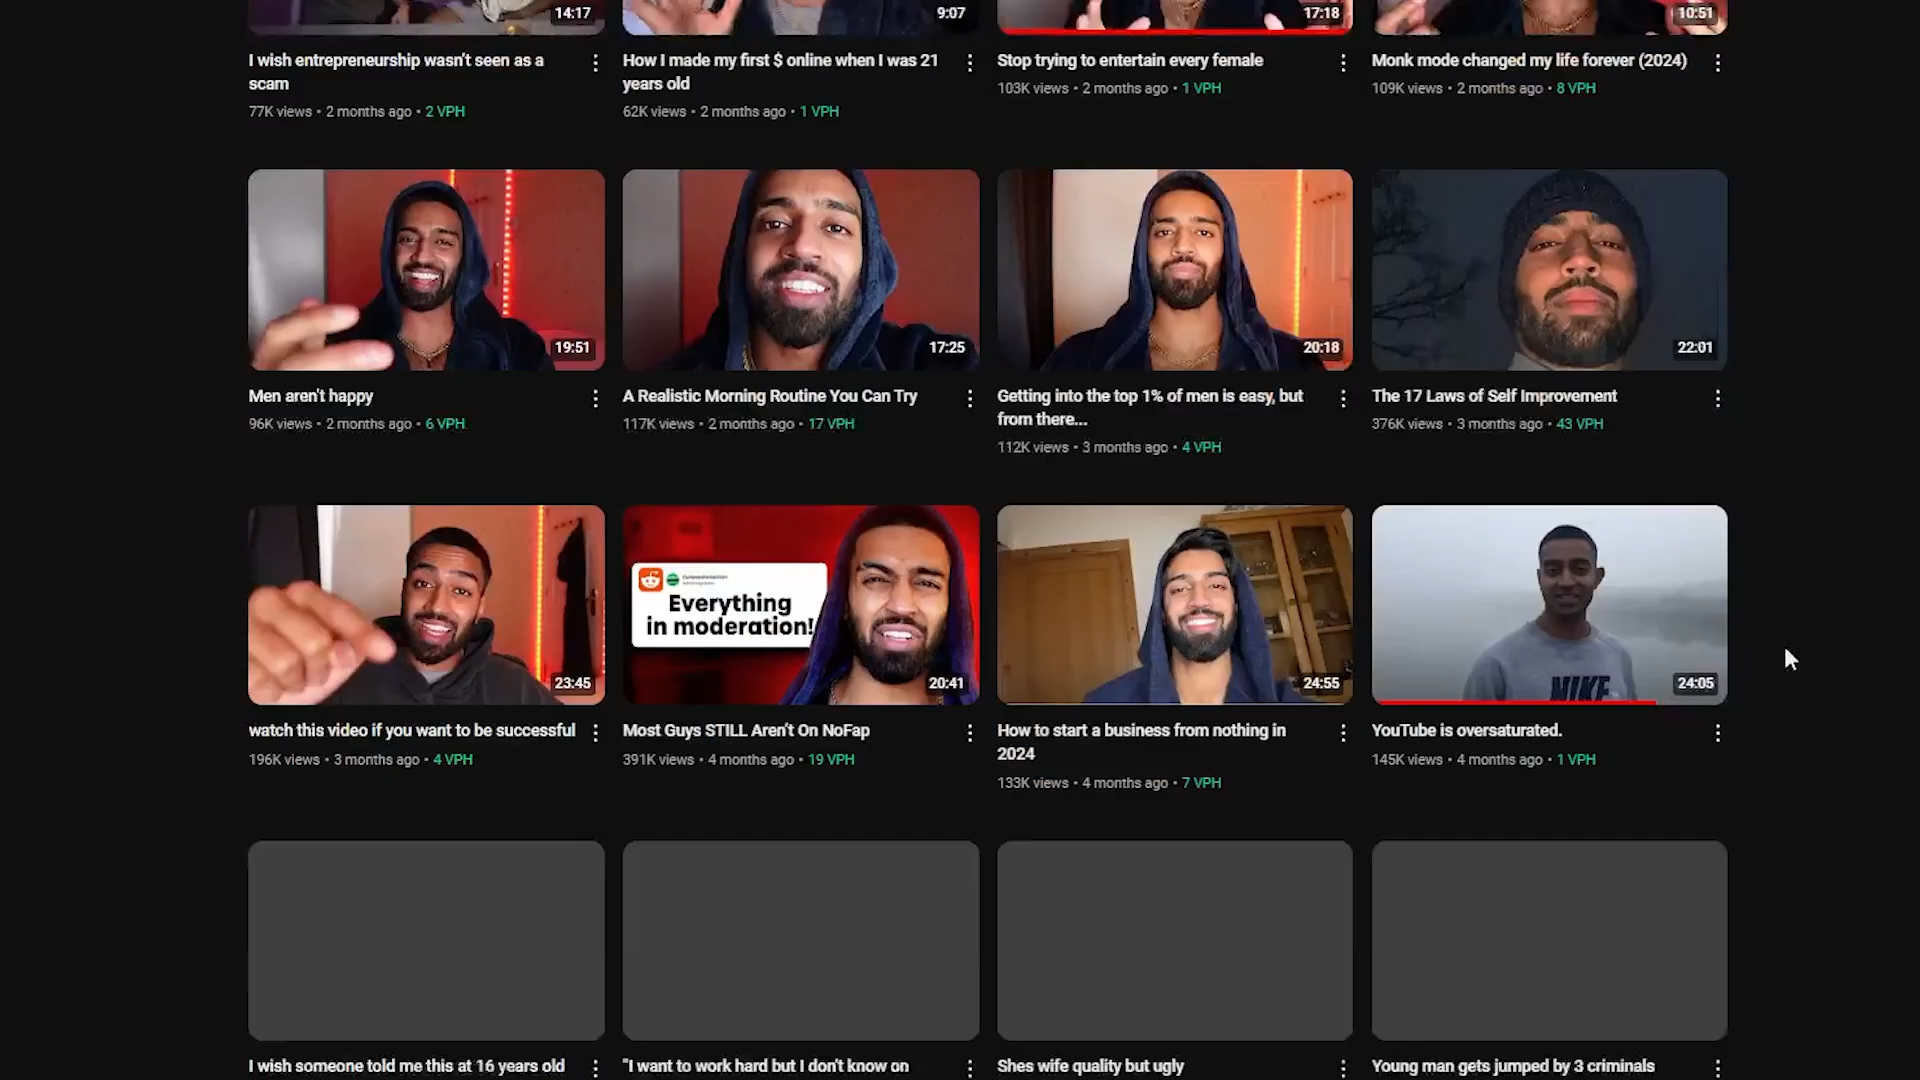 14:17
9:07
17:18
10:51
I wish entrepreneurship wasn't seen as a
scam
77K views • 2 months ago • 2 VPH
How I made my first $ online when I was 21
years old
62K views • 2 months ago • 1 VPH
Stop trying to entertain every female
103K views • 2 months ago • 1 VPH
Monk mode changed my life forever (2024)
109K views • 2 months ago • 8 VPH
19:51
17:25
20:18
22:01
Men aren't happy
96K views • 2 months ago • 6 VPH
A Realistic Morning Routine You Can Try
117K views • 2 months ago • 17 VPH
Getting into the top 1% of men is easy, but
from there...
112K views • 3 months ago • 4 VPH
The 17 Laws of Self Improvement
376K views • 3 months ago • 43 VPH
23:45
Everything
in moderation!
20:41
24:55
NIKE
24:05
watch this video if you want to be successful
196K views • 3 months ago • 4 VPH
Most Guys STILL Aren't On NoFap
391K views • 4 months ago • 19 VPH
How to start a business from nothing in
2024
133K views • 4 months ago • 7 VPH
YouTube is oversaturated.
145K views • 4 months ago • 1 VPH
I wish someone told me this at 16 years old
"I want to work hard but I don't know on
Shes wife quality but ugly
Young man gets jumped by 3 criminals